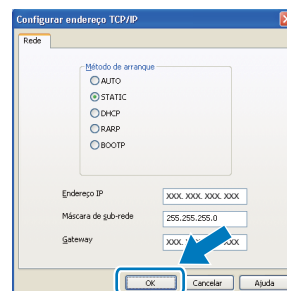 Configurar endereço TCP/IP
Rede
Método de arranque
AUTO
STATIC
DHCP
RARP
BOOTP
Endereço IP XXX. XXX. XXX. XXX
Máscara de sub-rede 255.255.255.0
Gateway XXX. XXX
OK Cancelar Ajuda